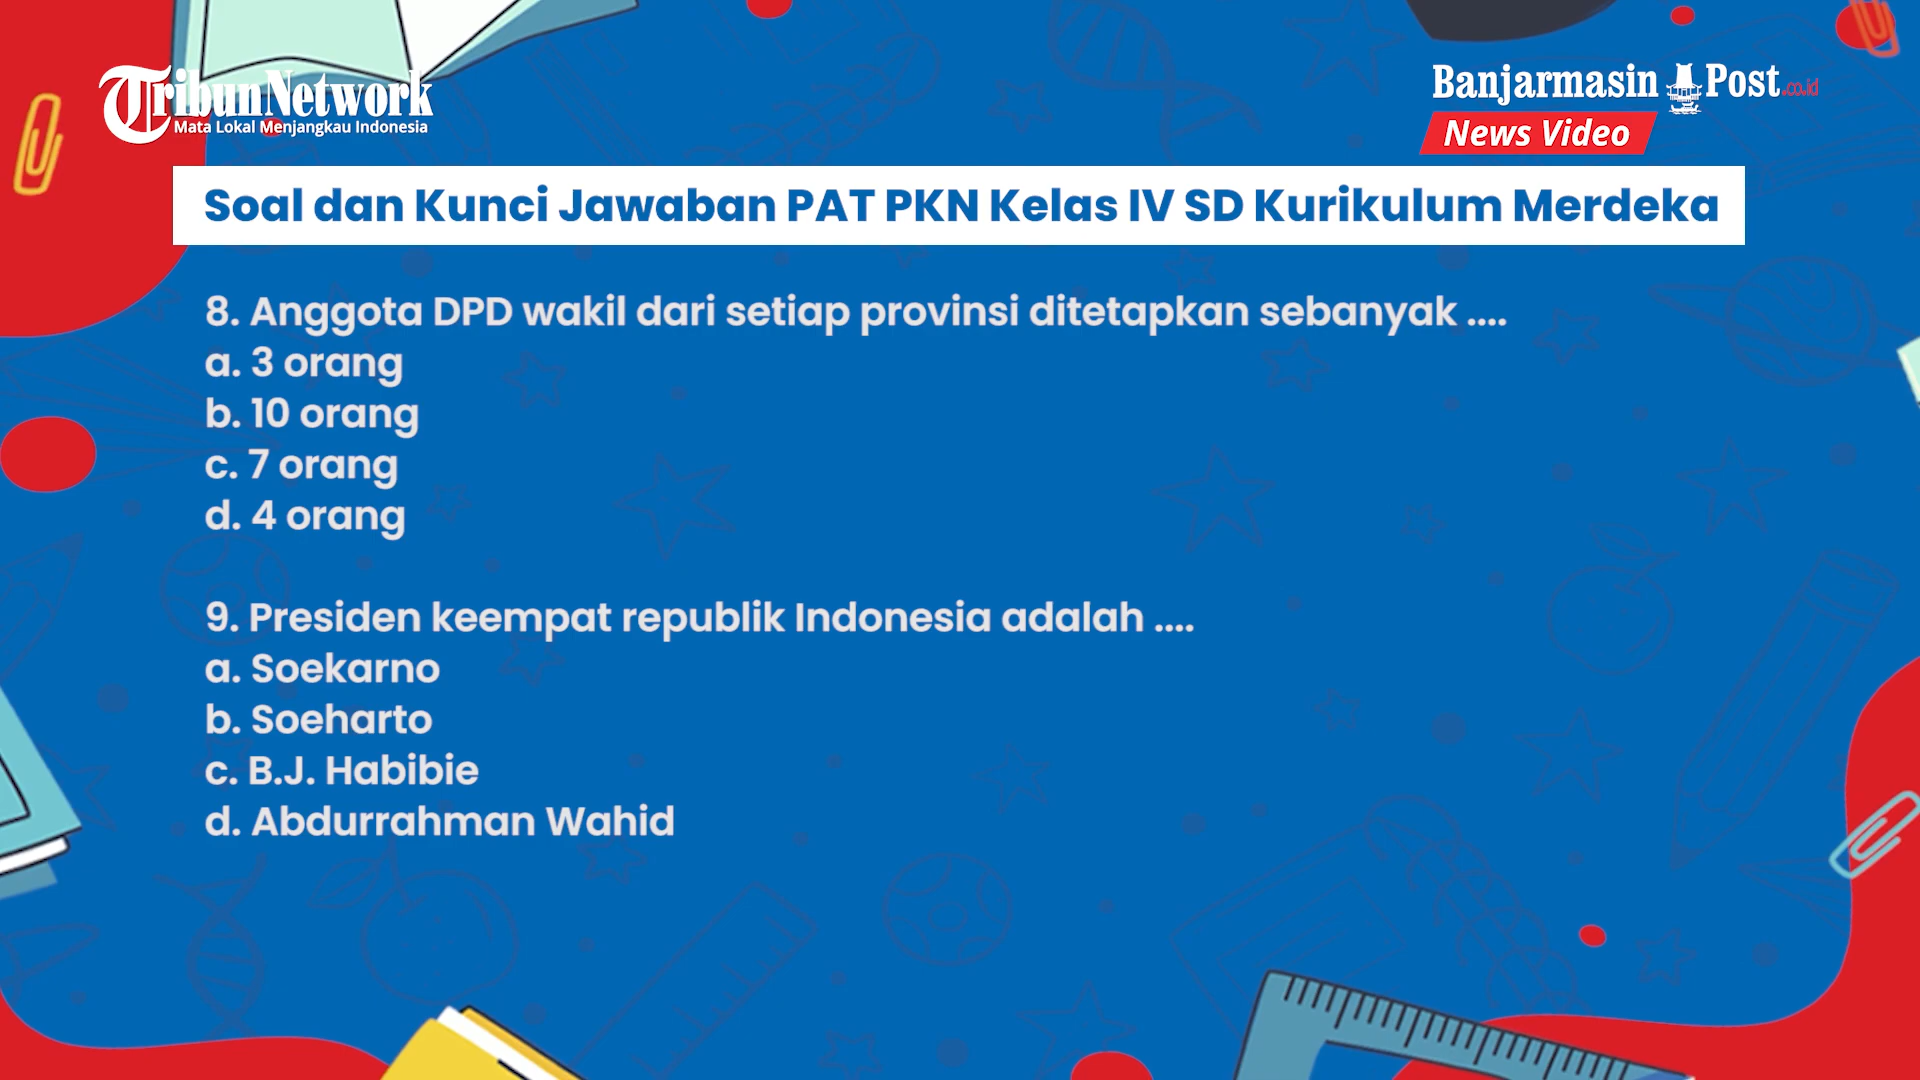 TribunNetwork
Mata Lokal Menjangkau Indonesia
Banjarmasin Post.co.id
News Video
Soal dan Kunci Jawaban PAT PKN Kelas IV SD Kurikulum Merdeka
8. Anggota DPD wakil dari setiap provinsi ditetapkan sebanyak ....
a. 3 orang
b. 10 orang
c. 7 orang
d. 4 orang
9. Presiden keempat republik Indonesia adalah ....
a. Soekarno
b. Soeharto
c. B.J. Habibie
d. Abdurrahman Wahid